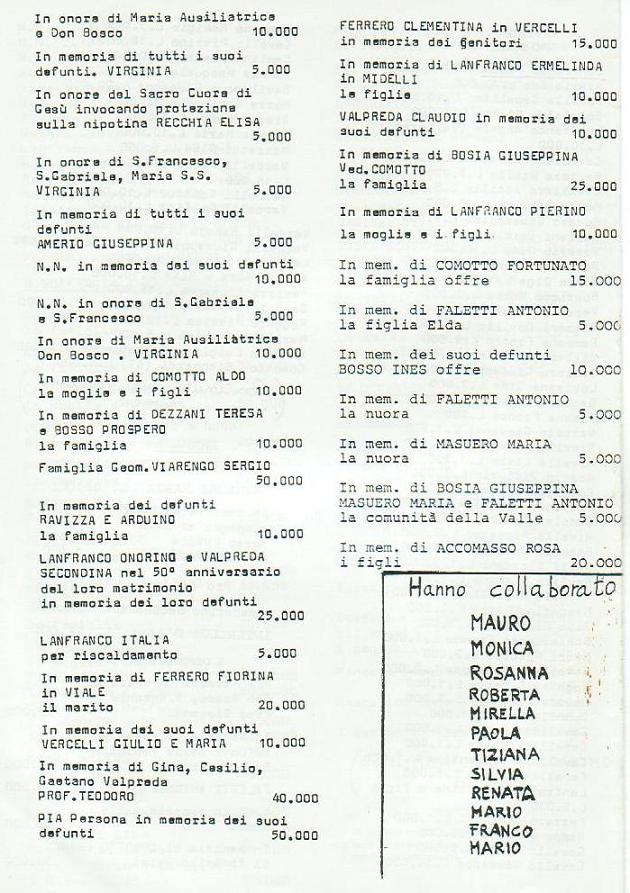 In onore di Maria Ausiliatrice
e Don Bosco 10.000
In memoria di tutti i suoi
defunti. VIRGINIA 5.000
In onore del Sacro Cuore di
Gesù invocando protezione
sulla nipotina RECCHIA ELISA
5.000
In onore di S.Francesco,
S.Gabriele, Maria S.S.
VIRGINIA 5.000
In memoria di tutti i suoi
defunti
AMERIO GIUSEPPINA 5.000
N.N. in memoria dei suoi defunti
10.000
N.N. in onore di S.Gabriele
e S.Francesco 5.000
In onore di Maria Ausiliatrice
Don Bosco . VIRGINIA 10.000
In memoria di COMOTTO ALDO
la moglie e i figli 10.000
In memoria di DEZZANI TERESA
e BOSSO PROSPERO
la famiglia 10.000
Famiglia Geom.VIARENGO SERGIO
50.000
In memoria dei defunti
RAVIZZA E ARDUINO
la famiglia 10.000
LANFRANCO ONORINO e VALPREDA
SECONDINA nel 50° anniversario
del loro matrimonio
in memoria dei loro defunti
25.000
LANFRANCO ITALIA
per riscaldamento 5.000
In memoria di FERRERO FIORINA
in VIALE
il marito 20.000
In memoria dei suoi defunti
VERCELLI GIULIO E MARIA 10.000
In memoria di Gina, Casilio,
Gaetano Valpreda
PROF.TEODORO 40.000
PIA Persona in memoria dei suoi
defunti 50.000
FERRERO CLEMENTINA in VERCELLI
in memoria dei genitori 15.000
In memoria di LANFRANCO ERMELINDA
in MIDELLI
le figlie 10.000
VALPREDA CLAUDIO in memoria dei
suoi defunti 10.000
In memoria di BOSIA GIUSEPPINA
Ved.COMOTTO
la famiglia 25.000
In memoria di LANFRANCO PIERINO
la moglie e i figli 10.000
In mem. di COMOTTO FORTUNATO
la famiglia offre 15.000
In mem. di FALETTI ANTONIO
la figlia Elda 5.000
In mem. dei suoi defunti
BOSSO INES offre 10.000
In mem. di FALETTI ANTONIO
la nuora 5.000
In mem. di MASUERO MARIA
la nuora 5.000
In mem. di BOSIA GIUSEPPINA
MASUERO MARIA e FALETTI ANTONIO
la comunità della Valle 5.000
In mem. di ACCOMASSO ROSA
i figli 20.000
Hanno collaborato
MAURO
MONICA
ROSANNA
ROBERTA
MIRELLA
PAOLA
TIZIANA
SILVIA
RENATA
MARIO
FRANCO
MARIO